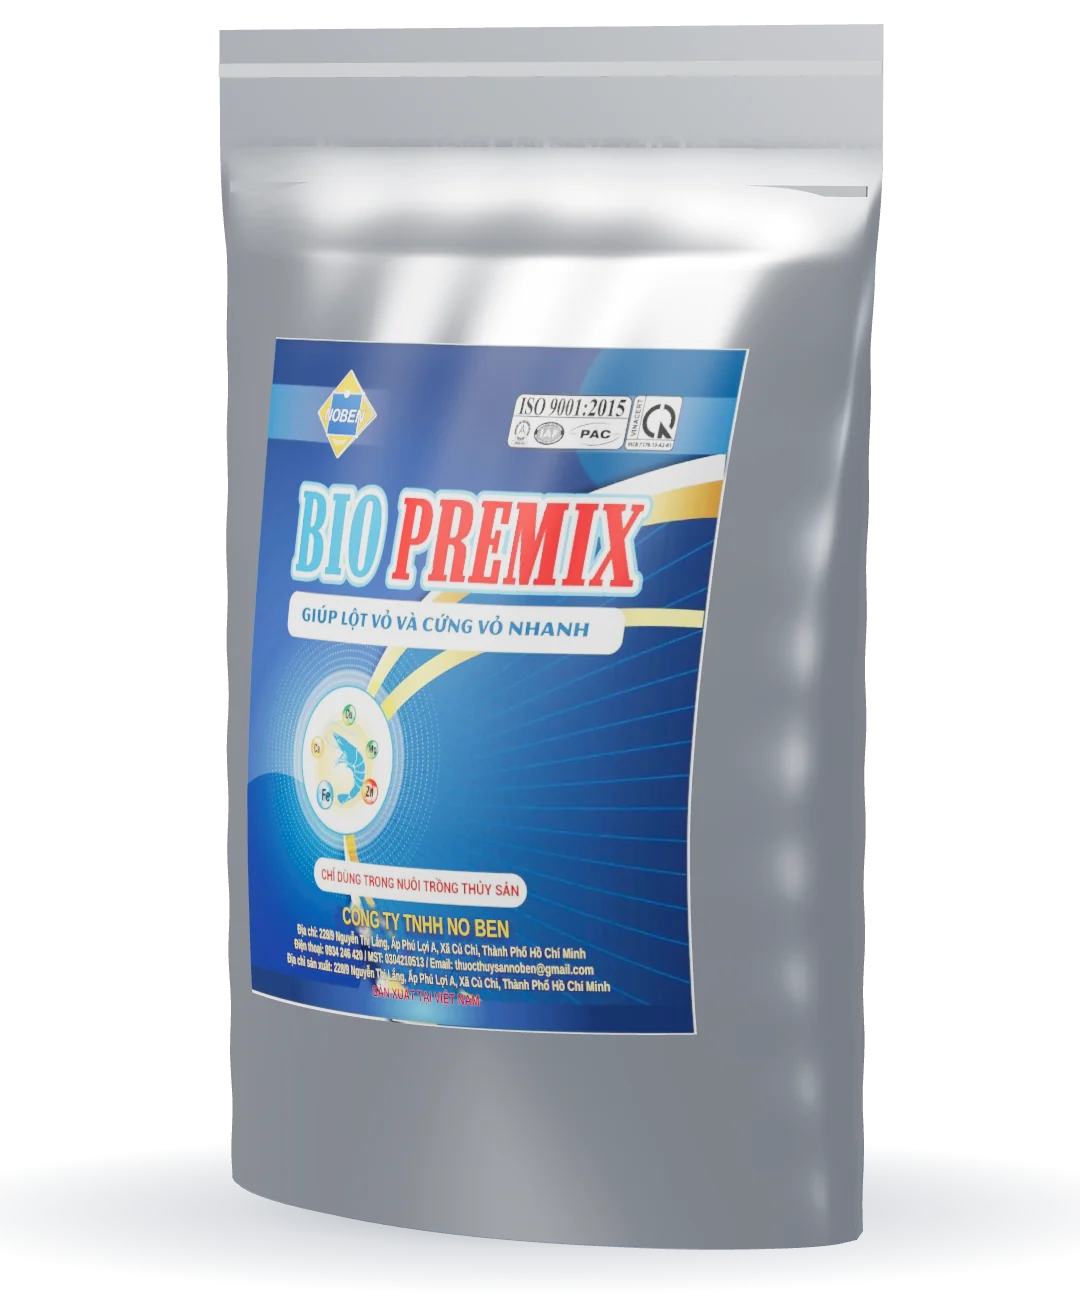 NOBEN
ISO 9001:2015
IAF
PAC
VINACERT
BIO PREMIX
GIÚP LỘT VỎ VÀ CỨNG VỎ NHANH
Cu
Ca
Mg
Fe
Zn
CHỈ DÙNG TRONG NUÔI TRỒNG THỦY SẢN
CÔNG TY TNHH NO BEN
Địa chỉ: 228/9 Nguyễn Thị Lắng, Ấp Phú Lợi A, Xã Củ Chi, Thành Phố Hồ Chí Minh
Điện thoại: 0934 246 420 / MST: 0304210513 / Email: thuocthuysannoben@gmail.com
Địa chỉ sản xuất: 228/9 Nguyễn Thị Lắng, Ấp Phú Lợi A, Xã Củ Chi, Thành Phố Hồ Chí Minh
SẢN XUẤT TẠI VIỆT NAM